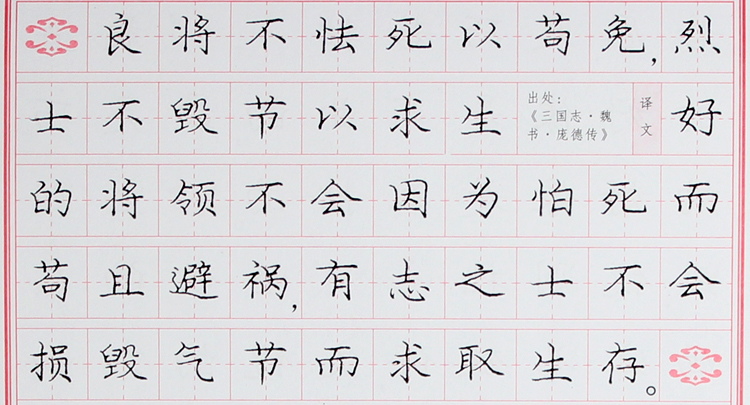 良将不怯死以苟免,烈
士不毁节以求生 出处:《三国志·魏书·庞德传》 译文 好
的将领不会因为怕死而
苟且避祸,有志之士不会
损毁气节而求取生存。